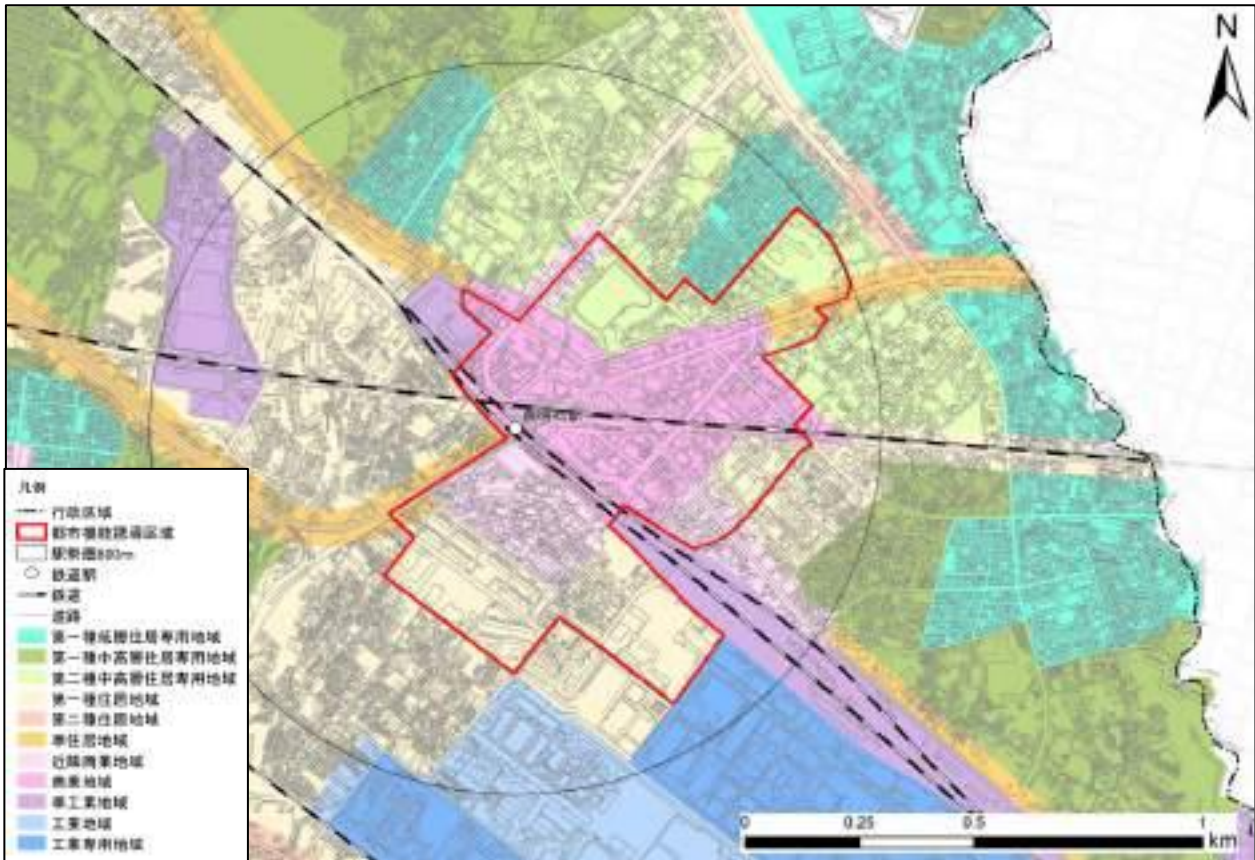 N
凡例
行政区域
都市機能誘導区域
駅勢圏800m
鉄道駅
鉄道
道路
第一種低層住居専用地域
第一種中高層住居専用地域
第二種中高層住居専用地域
第一種住居地域
第二種住居地域
準住居地域
近隣商業地域
商業地域
準工業地域
工業地域
工業専用地域
0 0.25 0.5 1
km